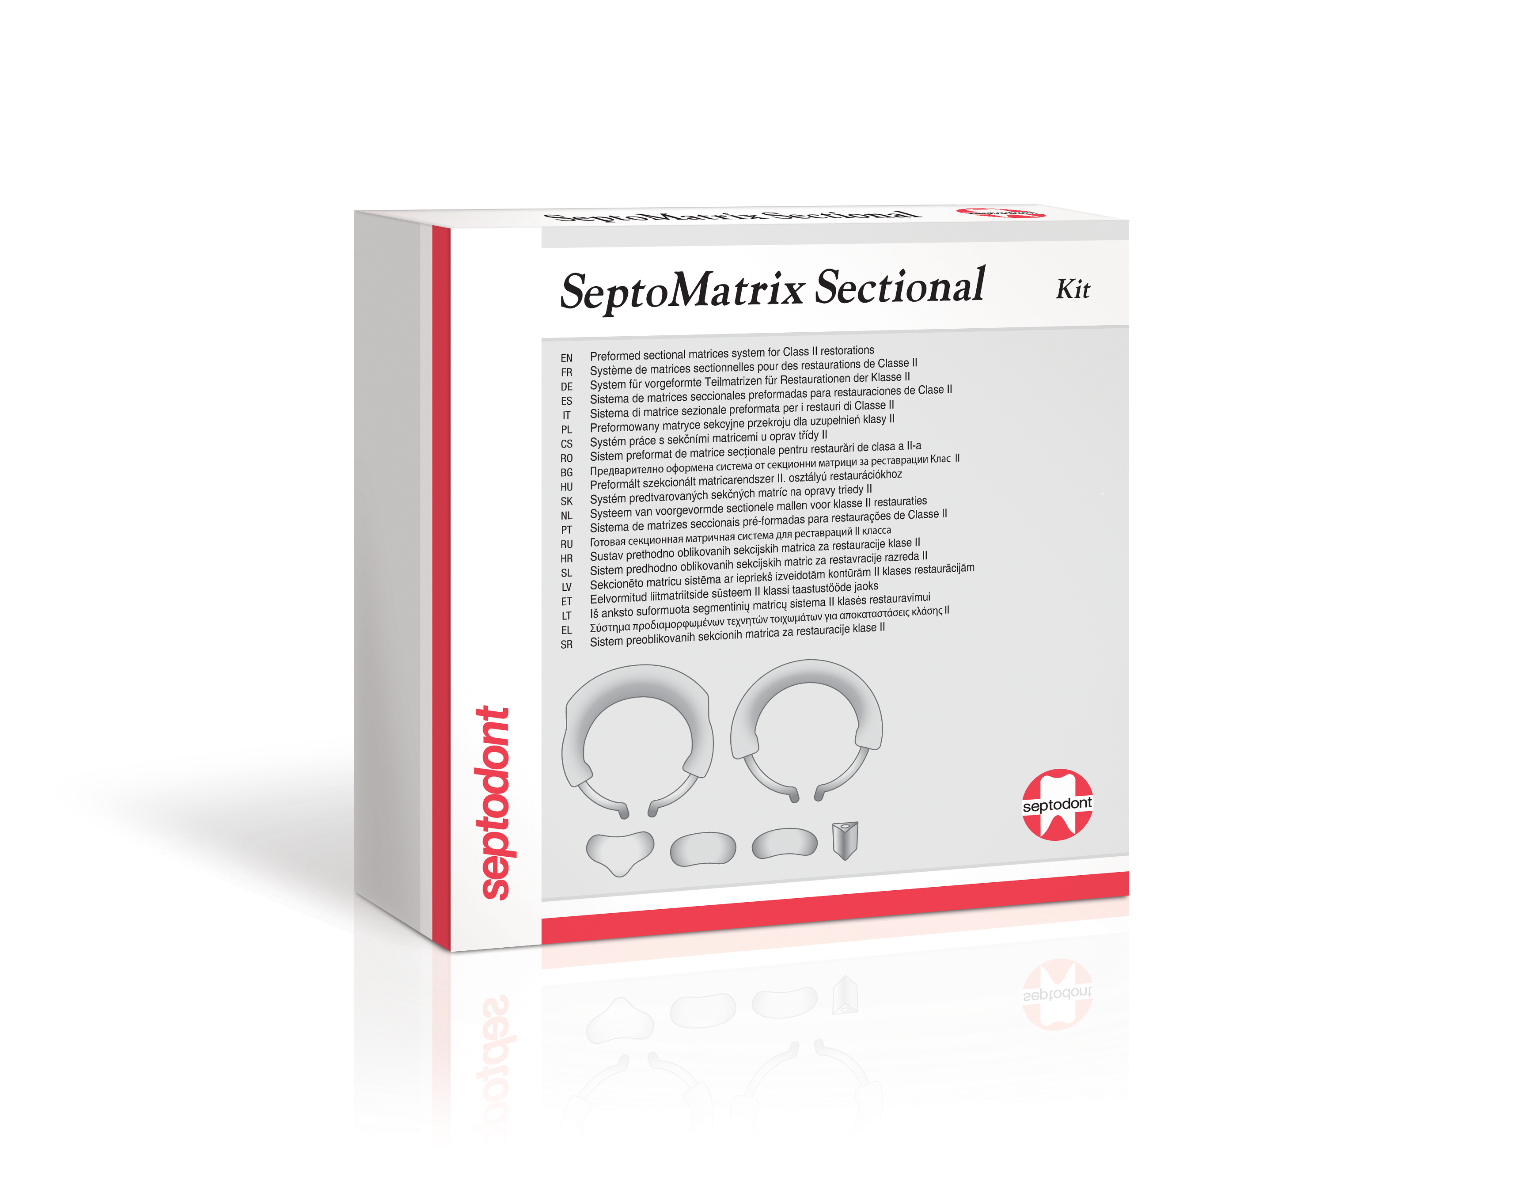 SeptoMatrix Sectional
SeptoMatrix Sectional Kit
EN Preformed sectional matrices system for Class II restorations
FR Système de matrices sectionnelles pour des restaurations de Classe II
DE System für vorgeformte Teilmatrizen für Restaurationen der Klasse II
ES Sistema de matrices seccionales preformadas para restauraciones de Clase II
IT Sistema di matrice sezionale preformata per i restauri di Classe II
PL Preformowany matryce sekcyjne przekroju dla uzupełnień klasy II
CS Systém práce s sekčními matricemi u oprav třídy II
RO Sistem preformat de matrice secționale pentru restaurări de clasa a II-a
BG Предварително оформена система от секционни матрици за реставрации Клас II
HU Preformált szekcionált matricarendszer II. osztályú restaurációkhoz
SK Systém predtvarovaných sekčných matríc na opravy triedy II
NL Systeem van voorgevormde sectionele mallen voor klasse II restauraties
PT Sistema de matrizes seccionais pré-formadas para restaurações de Classe II
RU Готовая секционная матричная система для реставраций II класса
HR Sustav prethodno oblikovanih sekcijskih matrica za restauracije klase II
SL Sistem predhodno oblikovanih sekcijskih matric za restavracije razreda II
LV Sekcionēto matricu sistēma ar iepriekš izveidotām kontūrām II klases restaurācijām
ET Eelvormitud liitmatriitside süsteem II klassi taastustööde jaoks
LT Iš anksto suformuota segmentinių matricų sistema II klasės restauravimui
EL Σύστημα προδιαμορφωμένων τεχνητών τοιχωμάτων για αποκαταστάσεις κλάσης II
SR Sistem preoblikovanih sekcionih matrica za restauracije klase II
septodont
septodont